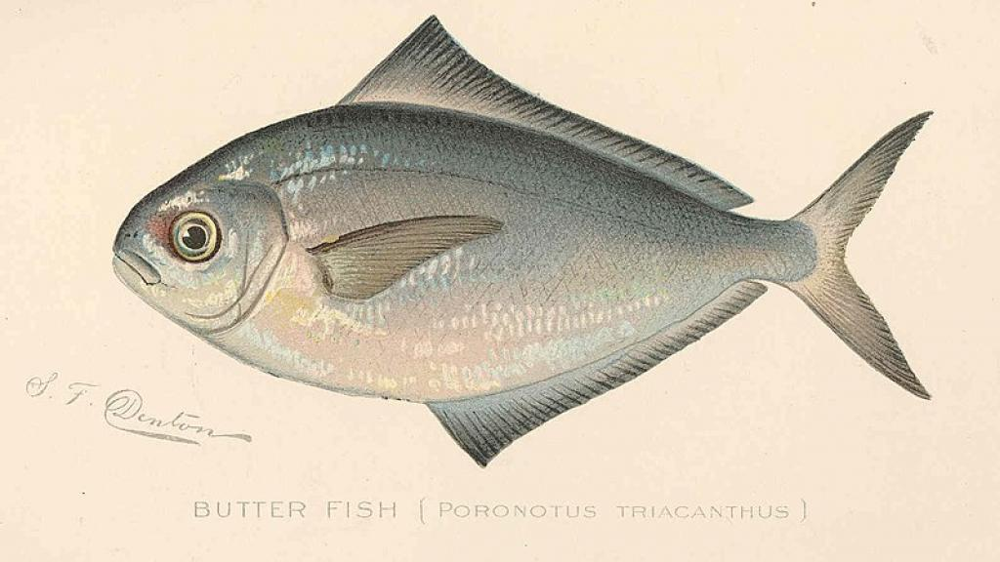 S. F. Denton
BUTTER FISH (PORONOTUS TRIACANTHUS)